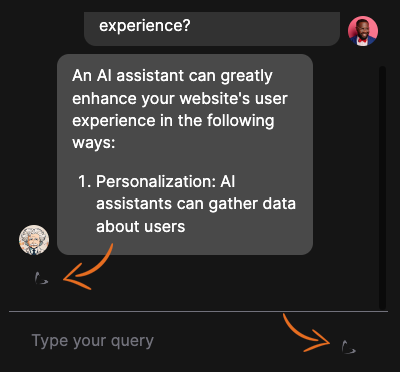 experience?
An AI assistant can greatly
enhance your website's user
experience in the following
ways:
1. Personalization: AI
assistants can gather data
about users
Type your query